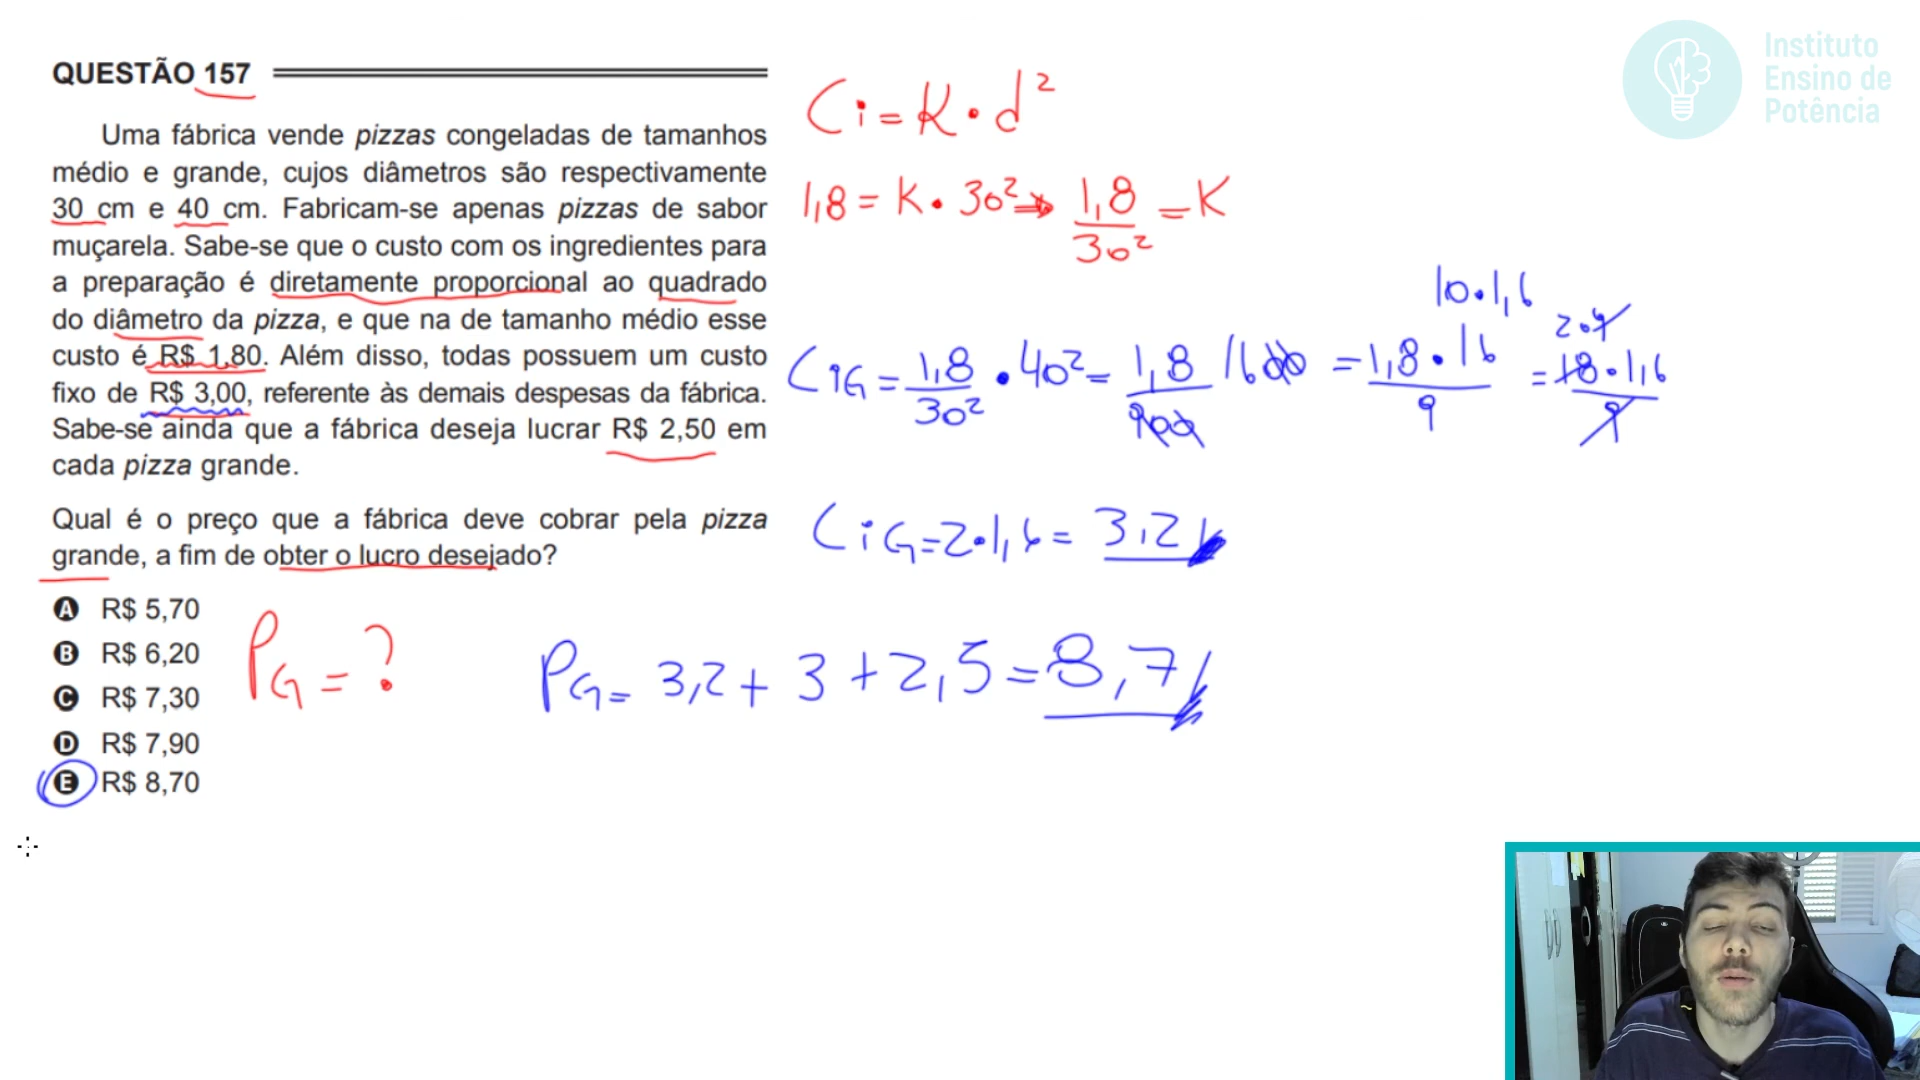 QUESTÃO 157
Uma fábrica vende pizzas congeladas de tamanhos
médio e grande, cujos diâmetros são respectivamente
30 cm e 40 cm. Fabricam-se apenas pizzas de sabor
muçarela. Sabe-se que o custo com os ingredientes para
a preparação é diretamente proporcional ao quadrado
do diâmetro da pizza, e que na de tamanho médio esse
custo é R$ 1,80. Além disso, todas possuem um custo
fixo de R$ 3,00, referente às demais despesas da fábrica.
Sabe-se ainda que a fábrica deseja lucrar R$ 2,50 em
cada pizza grande.
Qual é o preço que a fábrica deve cobrar pela pizza
grande, a fim de obter o lucro desejado?
A R$ 5,70
B R$ 6,20
C R$ 7,30
D R$ 7,90
E R$ 8,70
PG = ?
Ci = K · d²
1,8 = K · 30² → 1,8/30² = K
10·1,6
2·9
CiG = 1,8/30² · 40² = 1,8/900 1600 = 1,8·16/9 = 18·1,6/9
CiG = 2·1,6 = 3,2
PG = 3,2 + 3 + 2,5 = 8,7
Instituto
Ensino de
Potência